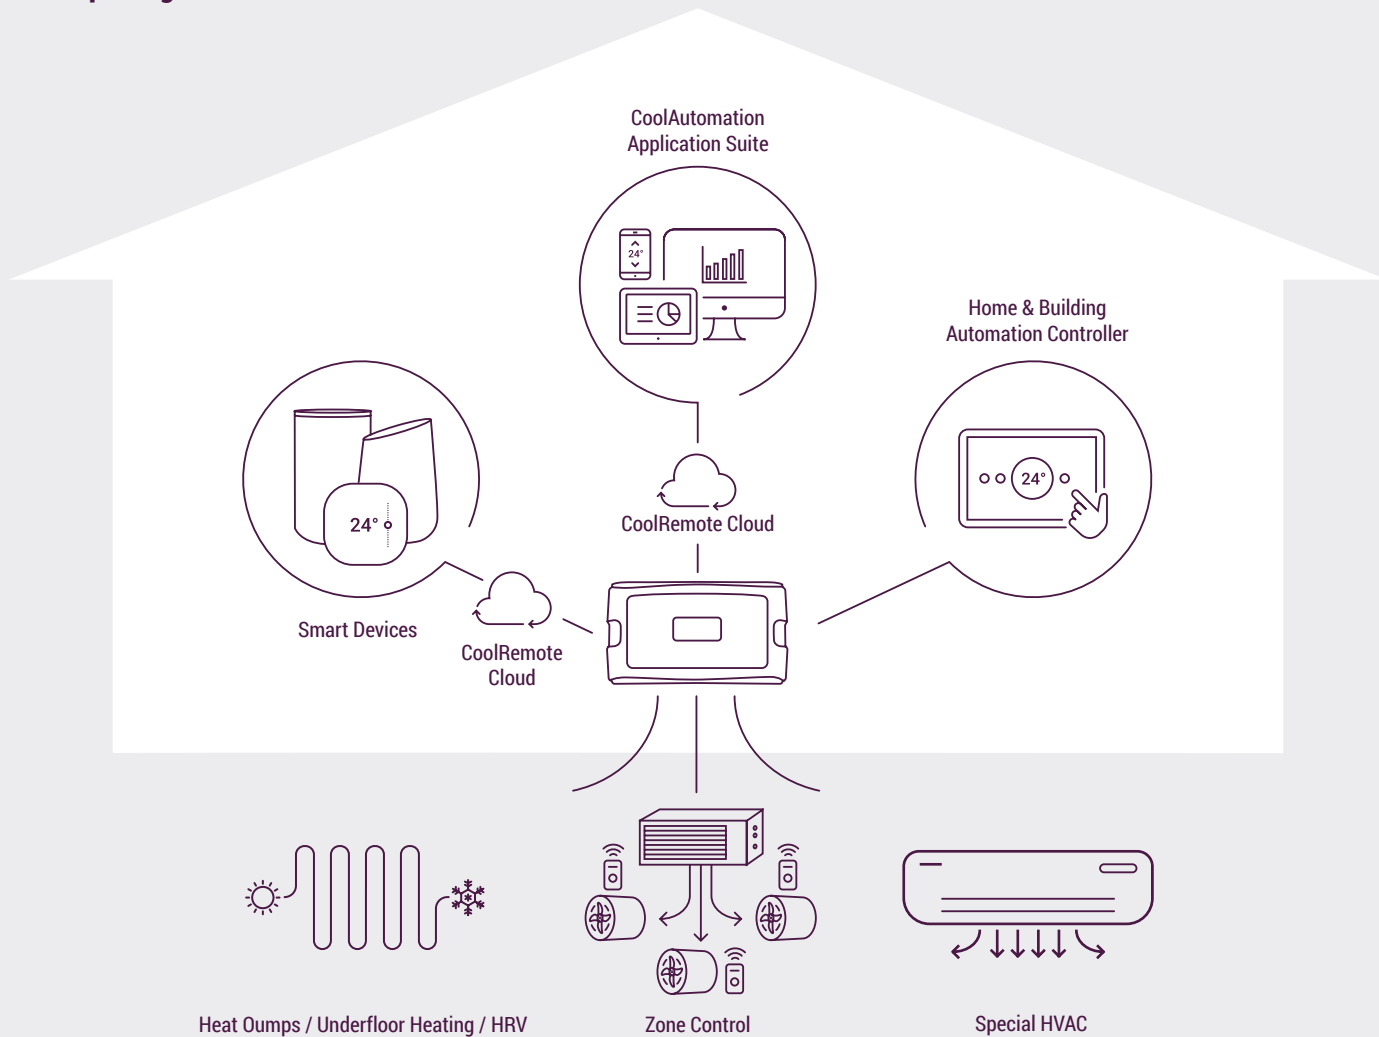 CoolAutomation
Application Suite
24°
Home & Building
Automation Controller
24°
24°
CoolRemote Cloud
Smart Devices
CoolRemote
Cloud
Heat Oumps / Underfloor Heating / HRV
Zone Control
Special HVAC